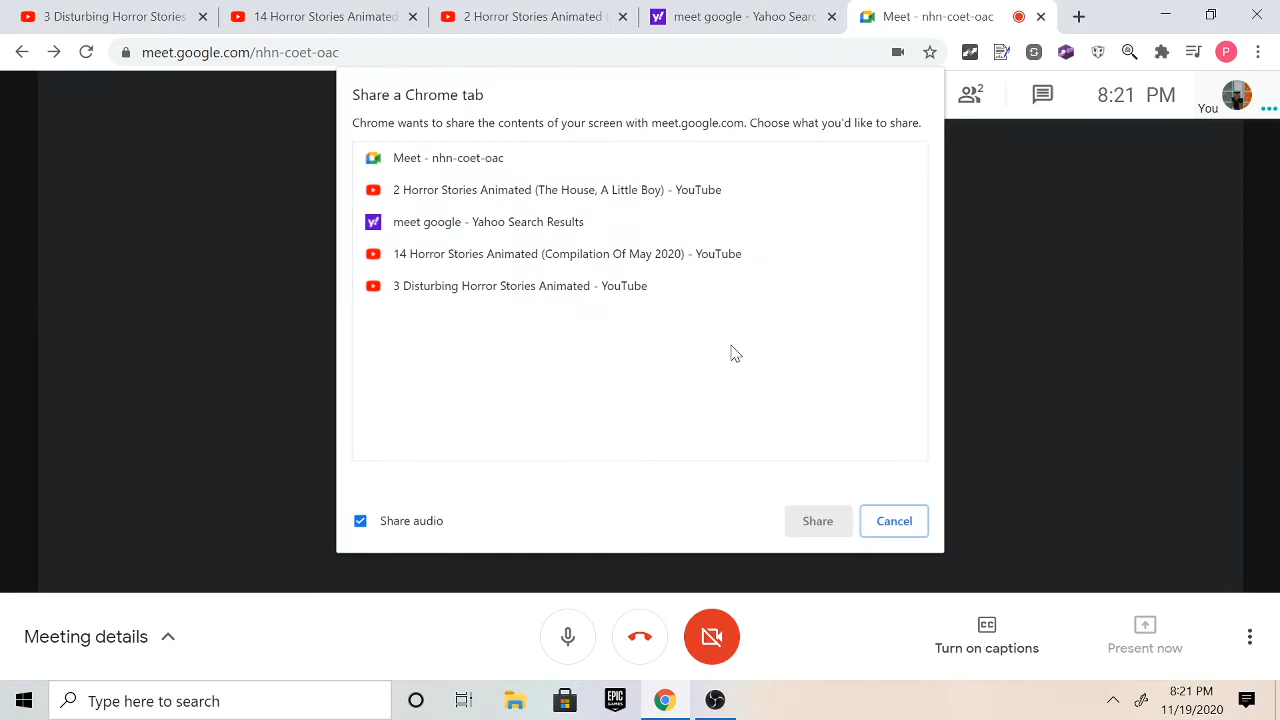 3 Disturbing Horror Stories
14 Horror Stories Animated
2 Horror Stories Animated
meet google - Yahoo Searc
Meet - nhn-coet-oac
meet.google.com/nhn-coet-oac
P
Share a Chrome tab
Chrome wants to share the contents of your screen with meet.google.com. Choose what you'd like to share.
Meet - nhn-coet-oac
2 Horror Stories Animated (The House, A Little Boy) - YouTube
meet google - Yahoo Search Results
14 Horror Stories Animated (Compilation Of May 2020) - YouTube
3 Disturbing Horror Stories Animated - YouTube
Share audio
Share
Cancel
2
8:21 PM
You
Meeting details
CC
Turn on captions
Present now
Type here to search
EPIC GAMES
8:21 PM
11/19/2020